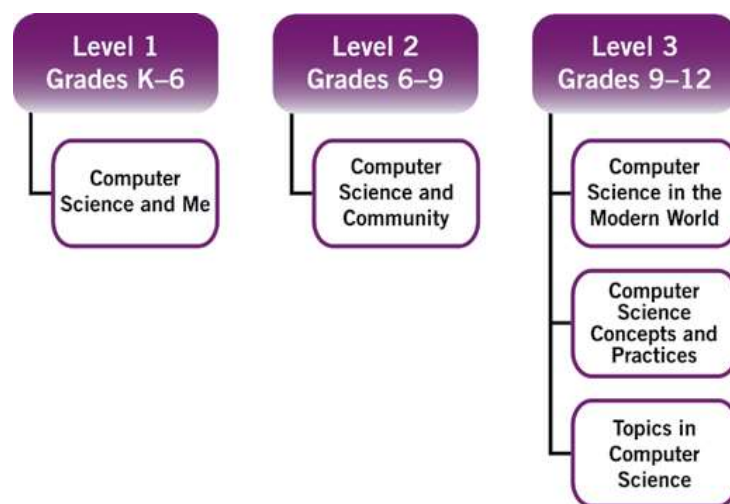 Level 1
Grades K–6
Computer
Science and Me
Level 2
Grades 6–9
Computer
Science and
Community
Level 3
Grades 9–12
Computer
Science in the
Modern World
Computer
Science
Concepts and
Practices
Topics in
Computer
Science